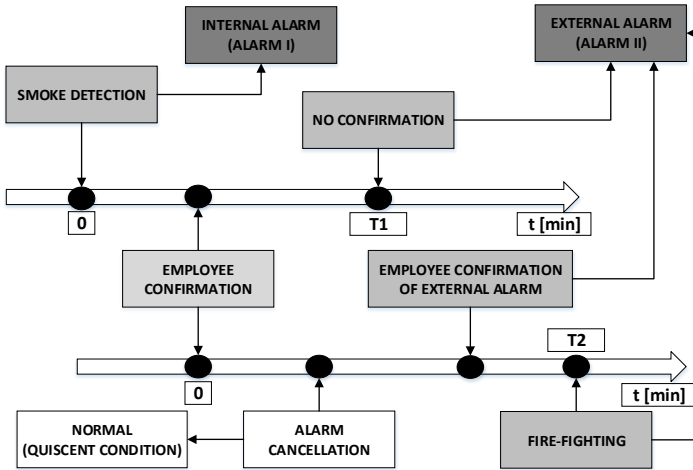 INTERNAL ALARM
(ALARM I)
EXTERNAL ALARM
(ALARM II)
SMOKE DETECTION
NO CONFIRMATION
0
T1
t [min]
EMPLOYEE
CONFIRMATION
EMPLOYEE CONFIRMATION
OF EXTERNAL ALARM
T2
0
t [min]
NORMAL
(QUISCENT CONDITION)
ALARM
CANCELLATION
FIRE-FIGHTING